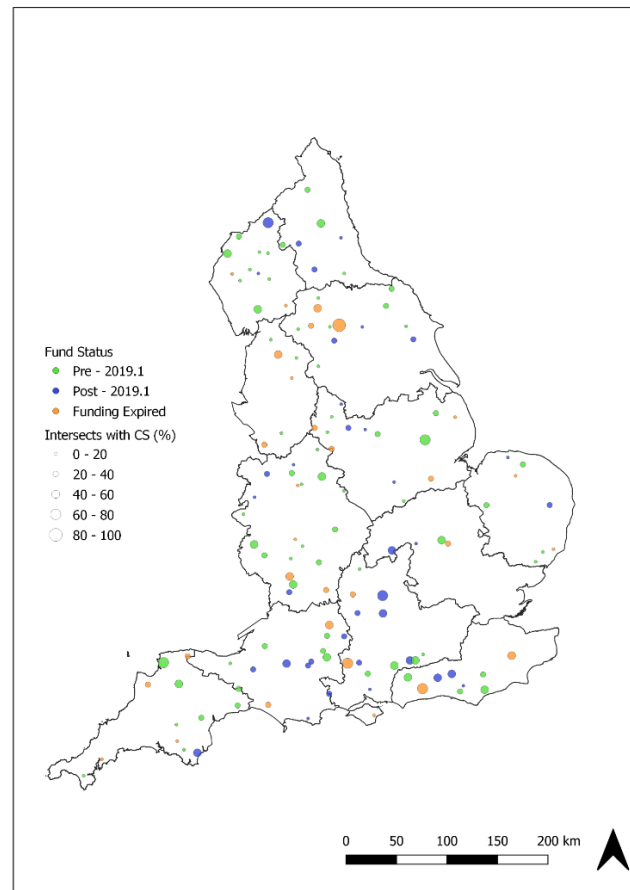 Fund Status
Pre - 2019.1
Post - 2019.1
Funding Expired
Intersects with CS (%)
0 - 20
20 - 40
40 - 60
60 - 80
80 - 100
0 50 100 150 200 km